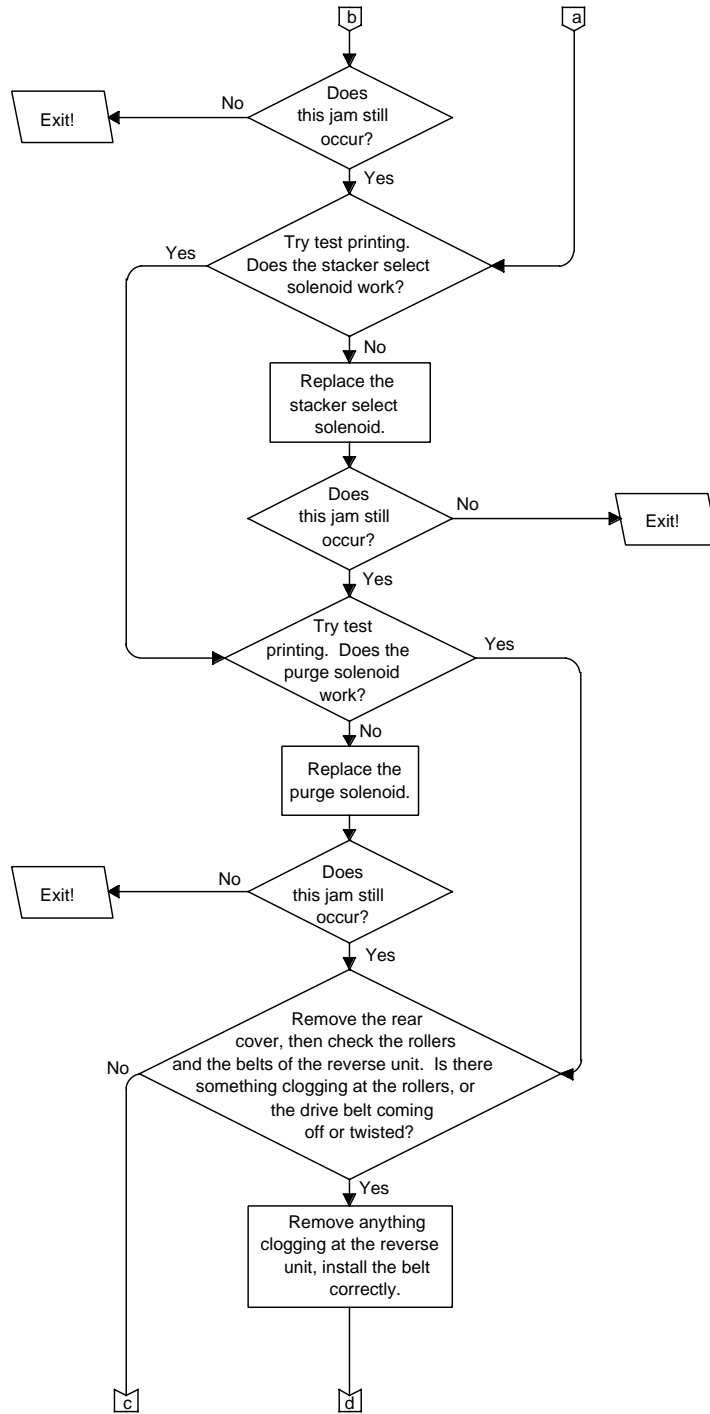 b
a
Does
this jam still
occur?
No
Exit!
Yes
Try test printing.
Does the stacker select
solenoid work?
Yes
No
Replace the
stacker select
solenoid.
Does
this jam still
occur?
No
Exit!
Yes
Try test
printing. Does the
purge solenoid
work?
Yes
No
Replace the
purge solenoid.
Does
this jam still
occur?
No
Exit!
Yes
Remove the rear
cover, then check the rollers
and the belts of the reverse unit. Is there
something clogging at the rollers, or
the drive belt coming
off or twisted?
No
Yes
Remove anything
clogging at the reverse
unit, install the belt
correctly.
c
d